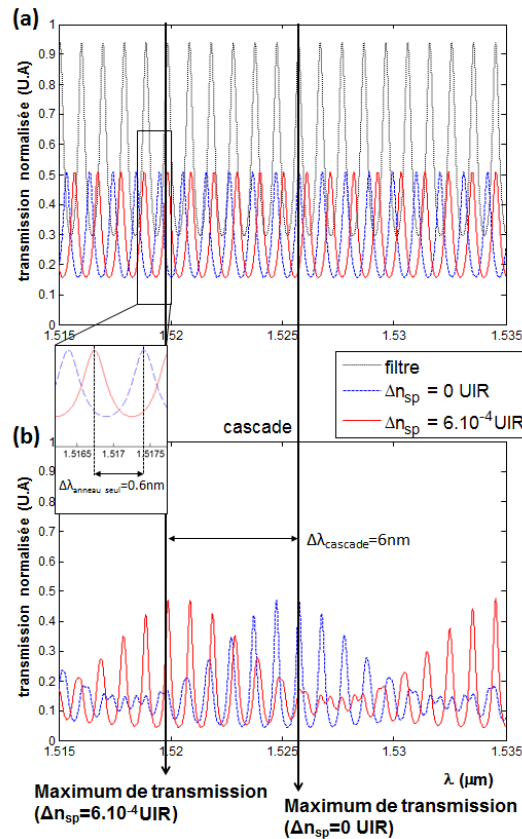 (a)
transmission normalisée (U.A)
1
0.9
0.8
0.7
0.6
0.5
0.4
0.3
0.2
0.1
0
1.515
1.52
1.525
1.53
1.535
1.5165 1.517 1.5175
Δλanneau seul=0.6nm
filtre
Δnsp = 0 UIR
Δnsp = 6.10-4 UIR
cascade
(b)
transmission normalisée (U.A)
1
0.9
0.8
0.7
0.6
0.5
0.4
0.3
0.2
0.1
0
Δλcascade=6nm
1.515
1.52
1.525
1.53
1.535
λ (μm)
Maximum de transmission
(Δnsp=6.10-4 UIR)
Maximum de transmission
(Δnsp=0 UIR)